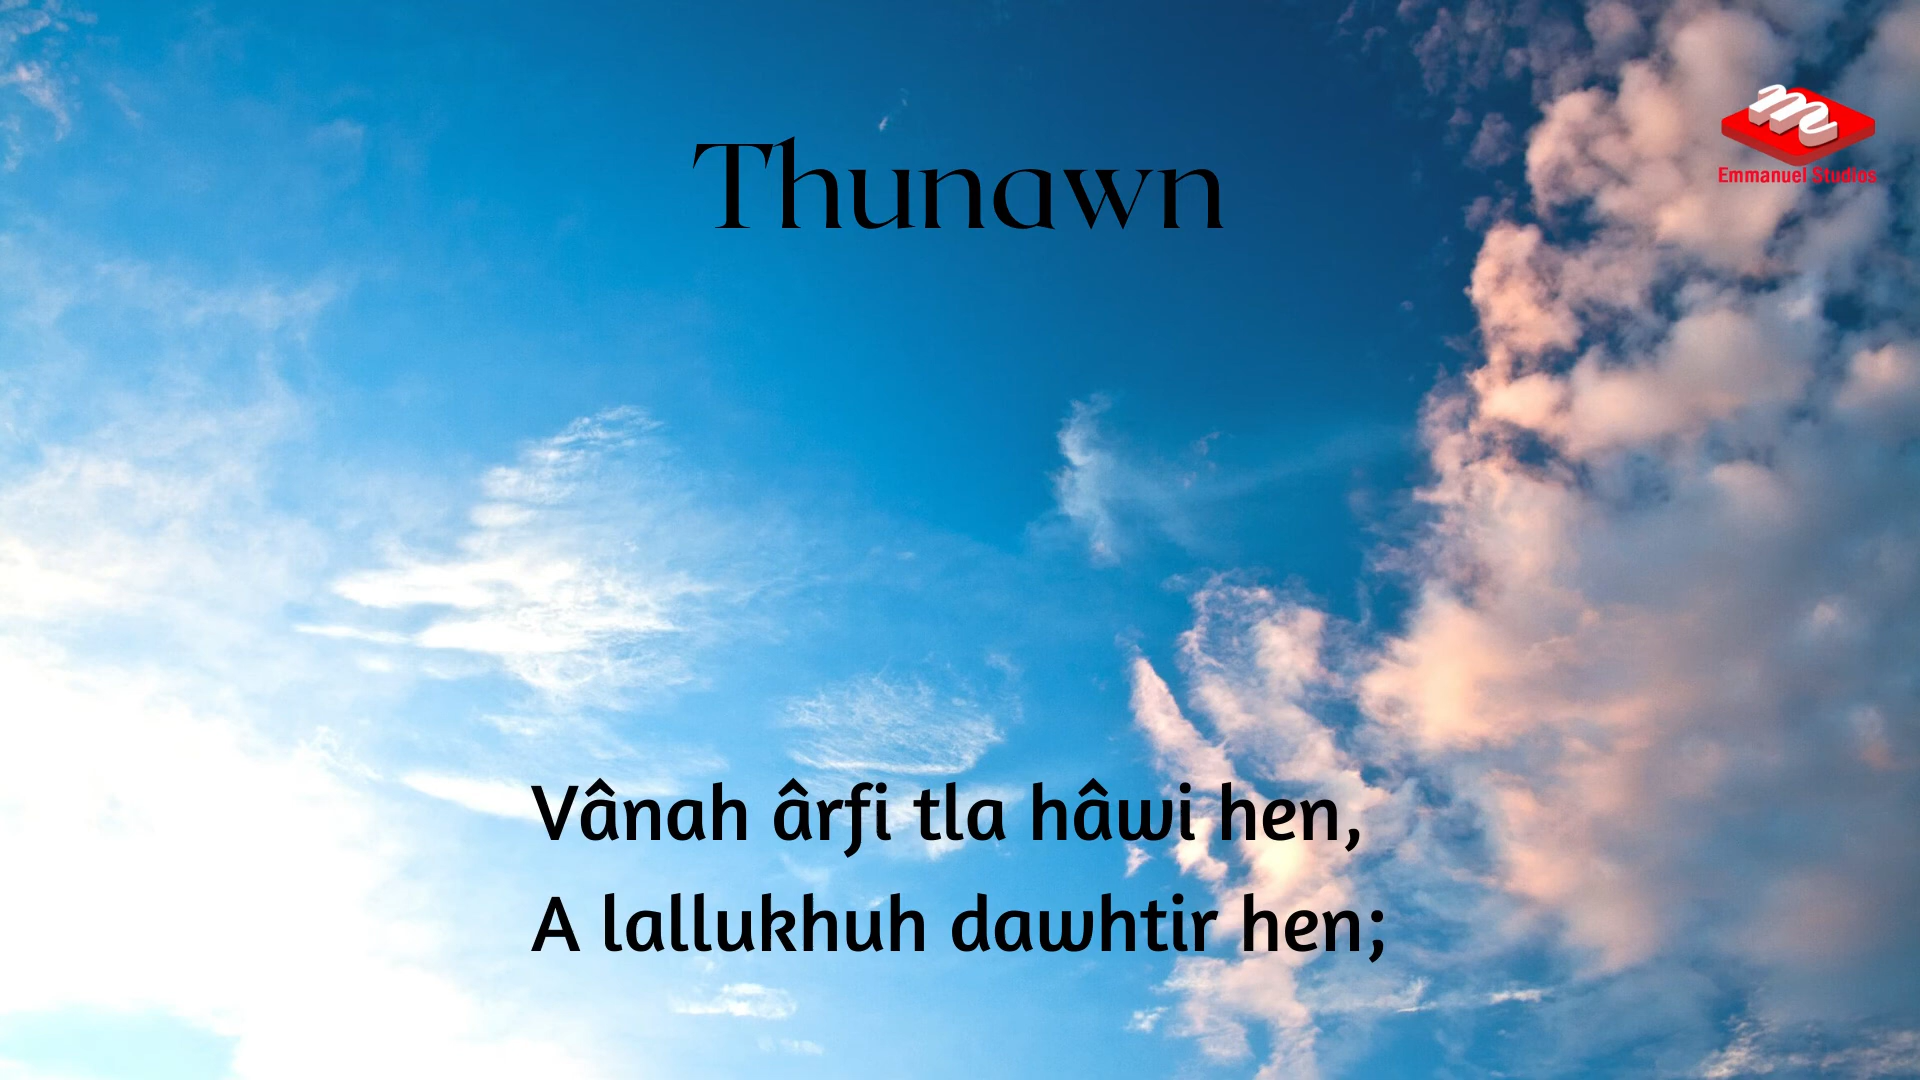 Thunawn
Emmanuel Studios
Vânah ârfi tla hâwi hen,
A lallukhuh dawhtir hen;